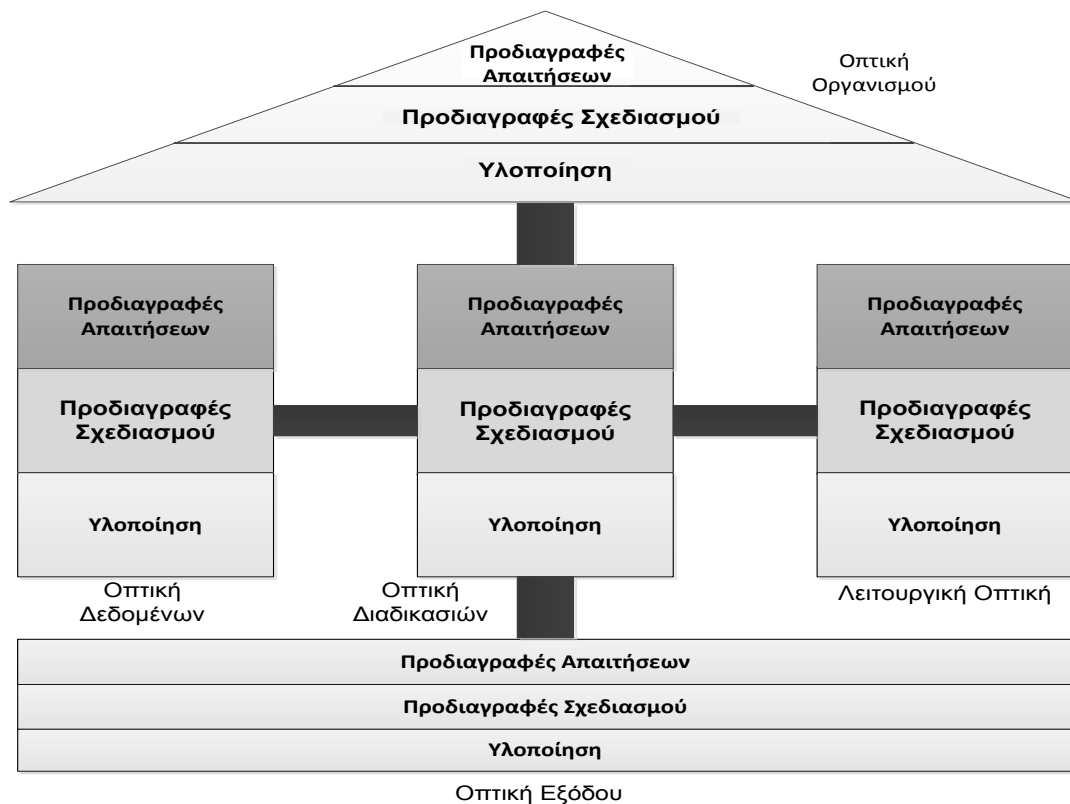 Προδιαγραφές
Απαιτήσεων
Οπτική
Οργανισμού
Προδιαγραφές Σχεδιασμού
Υλοποίηση
Προδιαγραφές
Απαιτήσεων
Προδιαγραφές
Σχεδιασμού
Υλοποίηση
Οπτική
Δεδομένων
Προδιαγραφές
Απαιτήσεων
Προδιαγραφές
Σχεδιασμού
Υλοποίηση
Οπτική
Διαδικασιών
Προδιαγραφές
Απαιτήσεων
Προδιαγραφές
Σχεδιασμού
Υλοποίηση
Λειτουργική Οπτική
Προδιαγραφές Απαιτήσεων
Προδιαγραφές Σχεδιασμού
Υλοποίηση
Οπτική Εξόδου